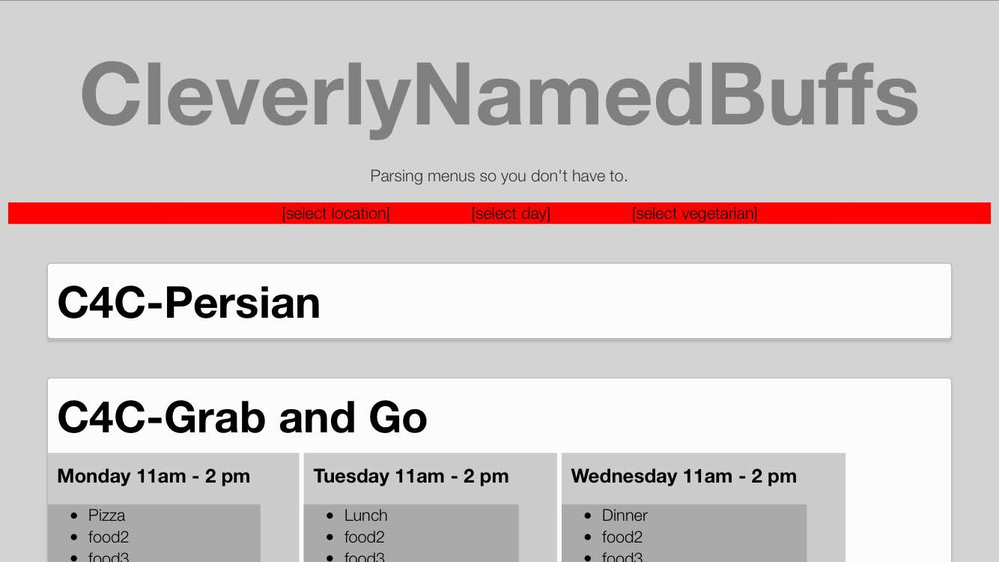 CleverlyNamedBuffs
Parsing menus so you don't have to.
[select location] [select day] [select vegetarian]
C4C-Persian
C4C-Grab and Go
Monday 11am - 2 pm Tuesday 11am - 2 pm Wednesday 11am - 2 pm
• Pizza • Lunch • Dinner
• food2 • food2 • food2
• food3 • food3 • food3